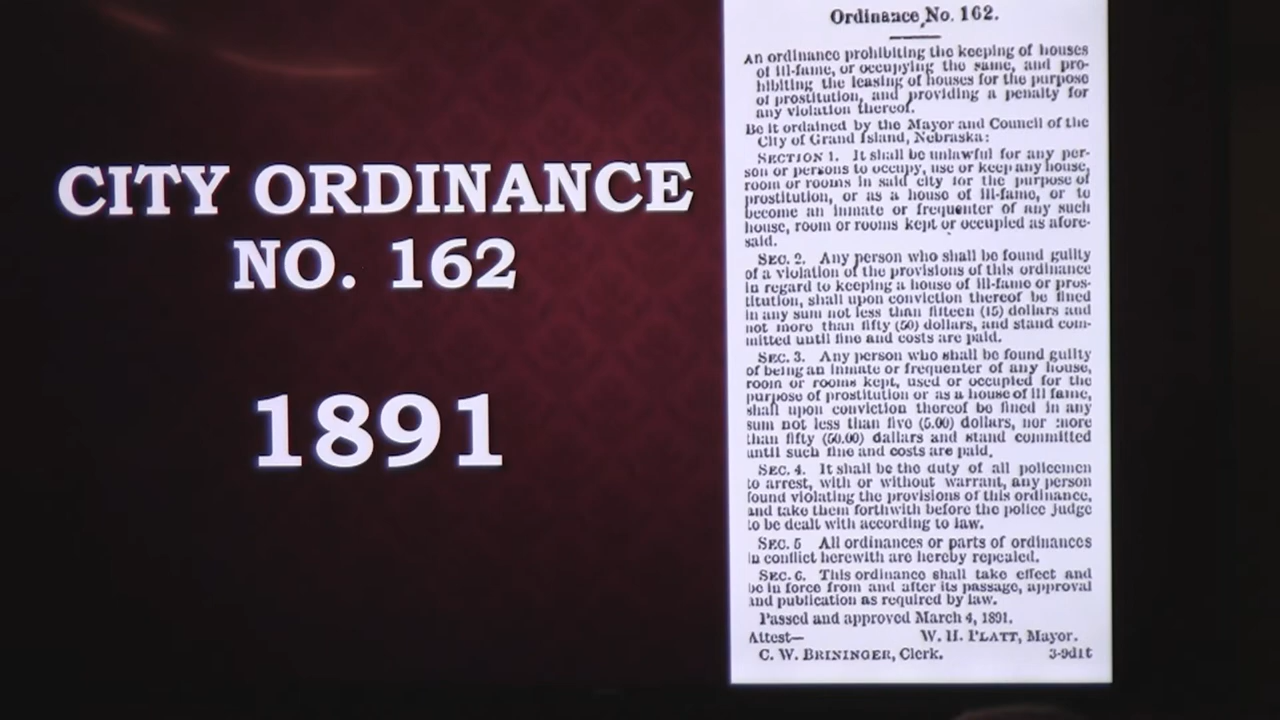 CITY ORDINANCE
NO. 162
1891
Ordinance No. 162.
An ordinance prohibiting the keeping of houses
of ill-fame, or occupying the same, and pro-
hibiting the leasing of houses for the purpose
of prostitution, and providing a penalty for
any violation thereof.
Be it ordained by the Mayor and Council of the
City of Grand Island, Nebraska:
SECTION 1. It shall be unlawful for any per-
son or persons to occupy, use or keep any house,
room or rooms in said city for the purpose of
prostitution, or as a house of ill-fame, or to
become an inmate or frequenter of any such
house, room or rooms kept or occupied as afore-
said.
SEC. 2. Any person who shall be found guilty
of a violation of the provisions of this ordinance
in regard to keeping a house of ill-fame or pros-
titution, shall upon conviction thereof be fined
in any sum not less than fifteen (15) dollars and
not more than fifty (50) dollars, and stand com-
mitted until fine and costs are paid.
SEC. 3. Any person who shall be found guilty
of being an inmate or frequenter of any house,
room or rooms kept, used or occupied for the
purpose of prostitution or as a house of ill fame,
shall upon conviction thereof be fined in any
sum not less than five (5.00) dollars, nor more
than fifty (50.00) dallars and stand committed
until such fine and costs are paid.
SEC. 4. It shall be the duty of all policemen
to arrest, with or without warrant, any person
found violating the provisions of this ordinance,
and take them forthwith before the police judge
to be dealt with according to law.
SEC. 5 All ordinances or parts of ordinances
in conflict herewith are hereby repealed.
SEC. 6. This ordinance shall take effect and
be in force from and after its passage, approval
and publication as required by law.
Passed and approved March 4, 1891.
Attest— W. H. PLATT, Mayor.
C. W. BRININGER, Clerk. 3-9d1t